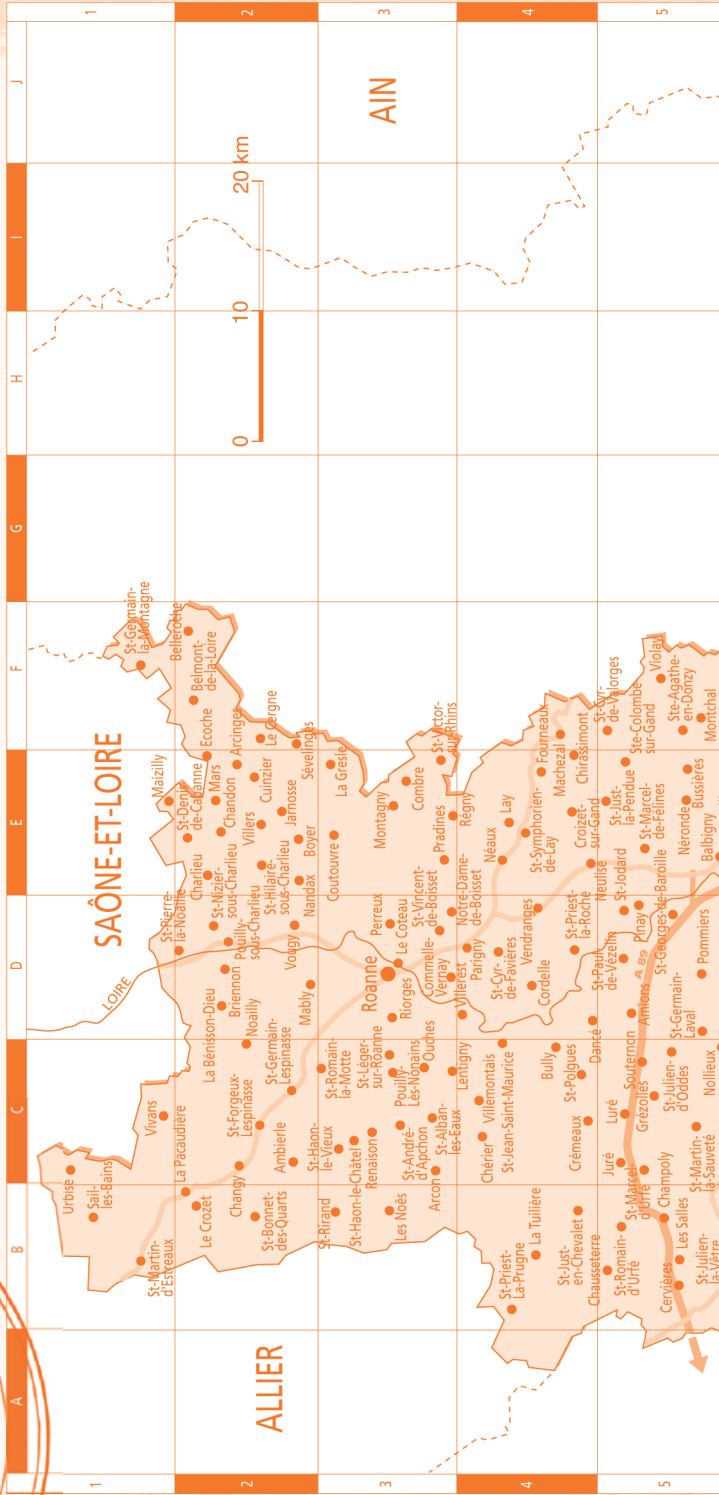 A
B
C
D
E
F
G
H
I
J
1
1
2
2
3
3
4
4
5
5
SAÔNE-ET-LOIRE
ALLIER
AIN
LOIRE
0
10
20 km
A 89
Urbise
Sail-
les-Bains
St-Martin-
d'Estreaux
Vivans
La Pacaudière
Le Crozet
Changy
St-Bonnet-
des-Quarts
St-Forgeux-
Lespinasse
Ambierle
St-Germain-
Lespinasse
Noailly
La Bénisson-Dieu
Briennon
St-Pierre-
la-Noaille
St-Nizier-
sous-Charlieu
Pouilly-
sous-Charlieu
Charlieu
St-Denis-
de-Cabanne
Maizilly
Mars
Chandon
Villers
St-Hilaire-
sous-Charlieu
Vougy
Nandax
Boyer
Jarnosse
Cuinzier
Arcinges
Ecoche
Le Cergne
Sévelinges
Belmont-
de-la-Loire
Belleroche
St-Germain-
la-Montagne
Mably
St-Romain-
la-Motte
St-Haon-
le-Vieux
St-Haon-le-Châtel
Renaison
St-Rirand
Les Noës
St-André-
d'Apchon
Arcon
St-Alban-
les-Eaux
St-Léger-
sur-Roanne
Pouilly-
Lès-Nonains
Ouches
Riorges
Roanne
Le Coteau
Perreux
Commelle-
Vernay
St-Vincent-
de-Boisset
Notre-Dame-
de-Boisset
Coutouvre
La Gresle
Montagny
Combre
St-Victor-
sur-Rhins
Pradines
Régny
Lentigny
Villerest
Parigny
Villemontais
Chérier
St-Jean-Saint-Maurice
St-Cyr-
de-Favières
Vendranges
Cordelle
Neaux
Lay
St-Symphorien-
de-Lay
Fourneaux
Machezal
Chirassimont
Croizet-
sur-Gand
St-Priest-
la-Roche
Neulise
Bully
St-Polgues
Dancé
Crémeaux
St-Priest-
La-Prugne
La Tuilière
St-Just-
en-Chevalet
Chausseterre
St-Romain-
d'Urfé
Juré
Luré
St-Marcel-
d'Urfé
Champoly
Cervières
Les Salles
St-Julien-
la-Vêtre
St-Martin-
la-Sauveté
Grézolles
Souternon
St-Julien-
d'Oddes
Nollieux
Amions
St-Germain-
Laval
Pommiers
St-Paul-
de-Vézelin
St-Jodard
Pinay
St-Georges-de-Baroille
St-Just-
la-Pendue
St-Marcel-
de-Félines
Néronde
Bussières
Balbigny
St-Cyr-
de-Valorges
Ste-Colombe-
sur-Gand
Violay
Ste-Agathe-
en-Donzy
Montchal